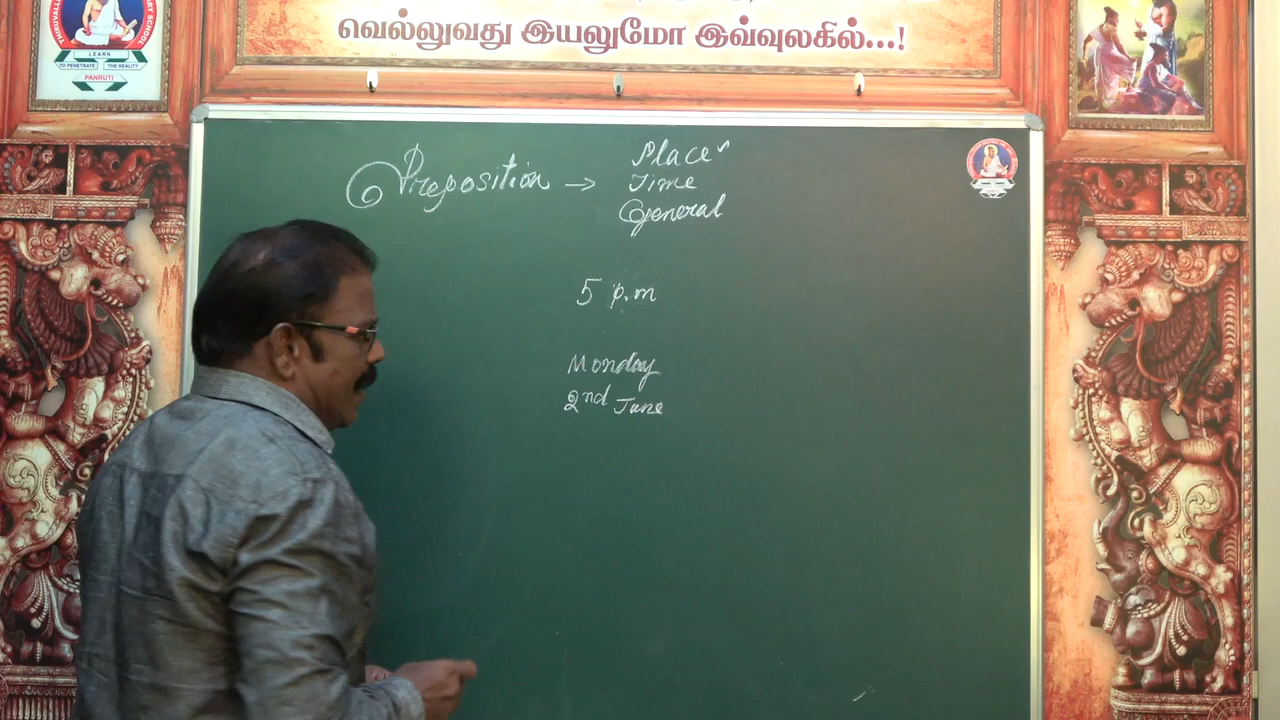 வெல்லுவது இயலுமோ இவ்வுலகில்...!
LEARN
TO PENETRATE THE REALITY
PANRUTI
Preposition → Place
Time
General
5 p.m
Monday
2nd June